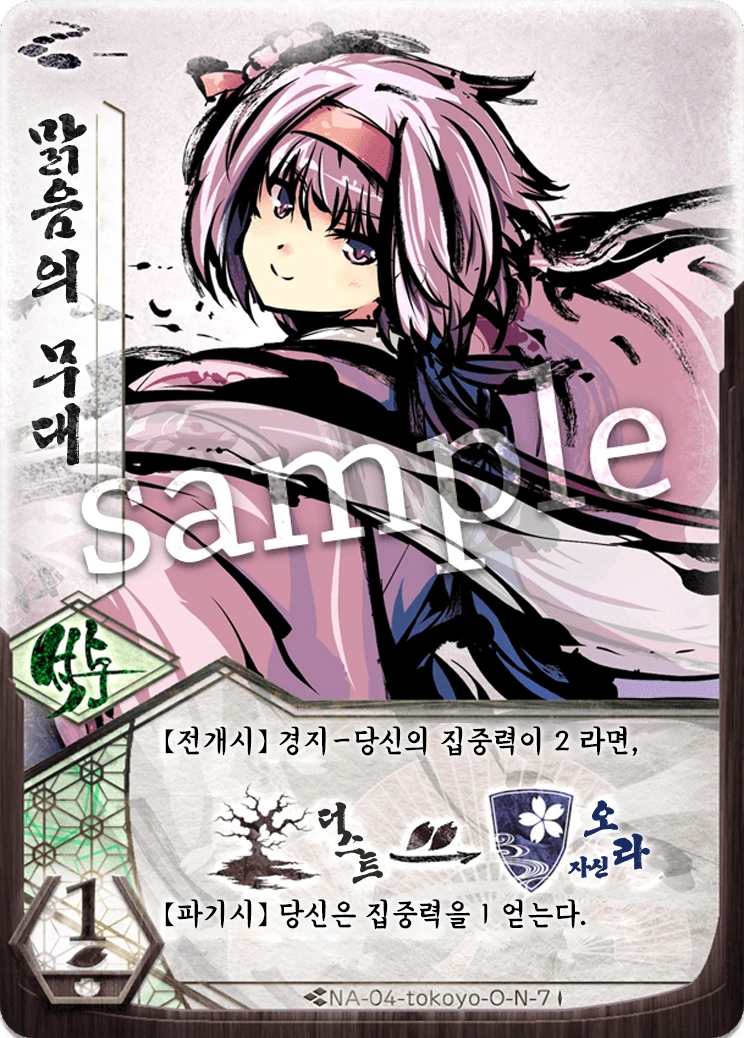 맑음의 무대
sample
부여
【전개시】 경지-당신의 집중력이 2 라면,
더스트
자신 오라
【파기시】 당신은 집중력을 1 얻는다.
1
NA-04-tokoyo-O-N-7